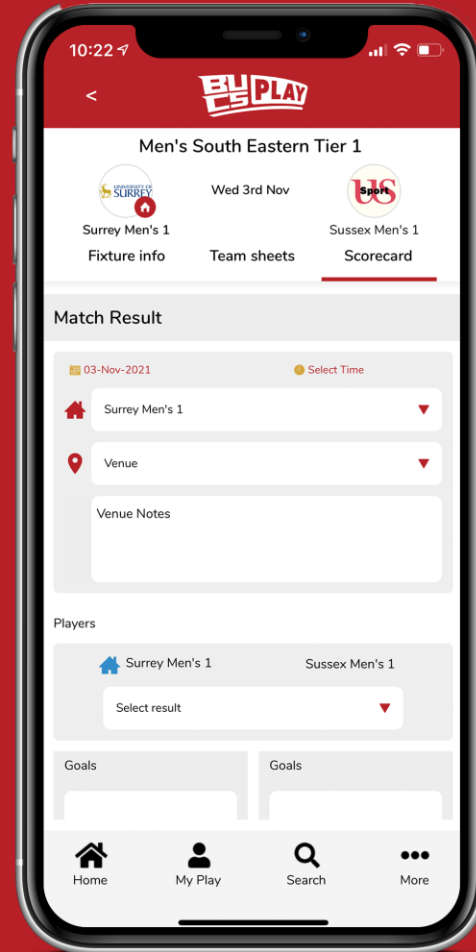 10:22
<
BUCS PLAY
Men's South Eastern Tier 1
UNIVERSITY OF
SURREY
Wed 3rd Nov
US
Sport
Surrey Men's 1
Sussex Men's 1
Fixture info
Team sheets
Scorecard
Match Result
03-Nov-2021
Select Time
Surrey Men's 1
Venue
Venue Notes
Players
Surrey Men's 1
Sussex Men's 1
Select result
Goals
Goals
Home
My Play
Search
More